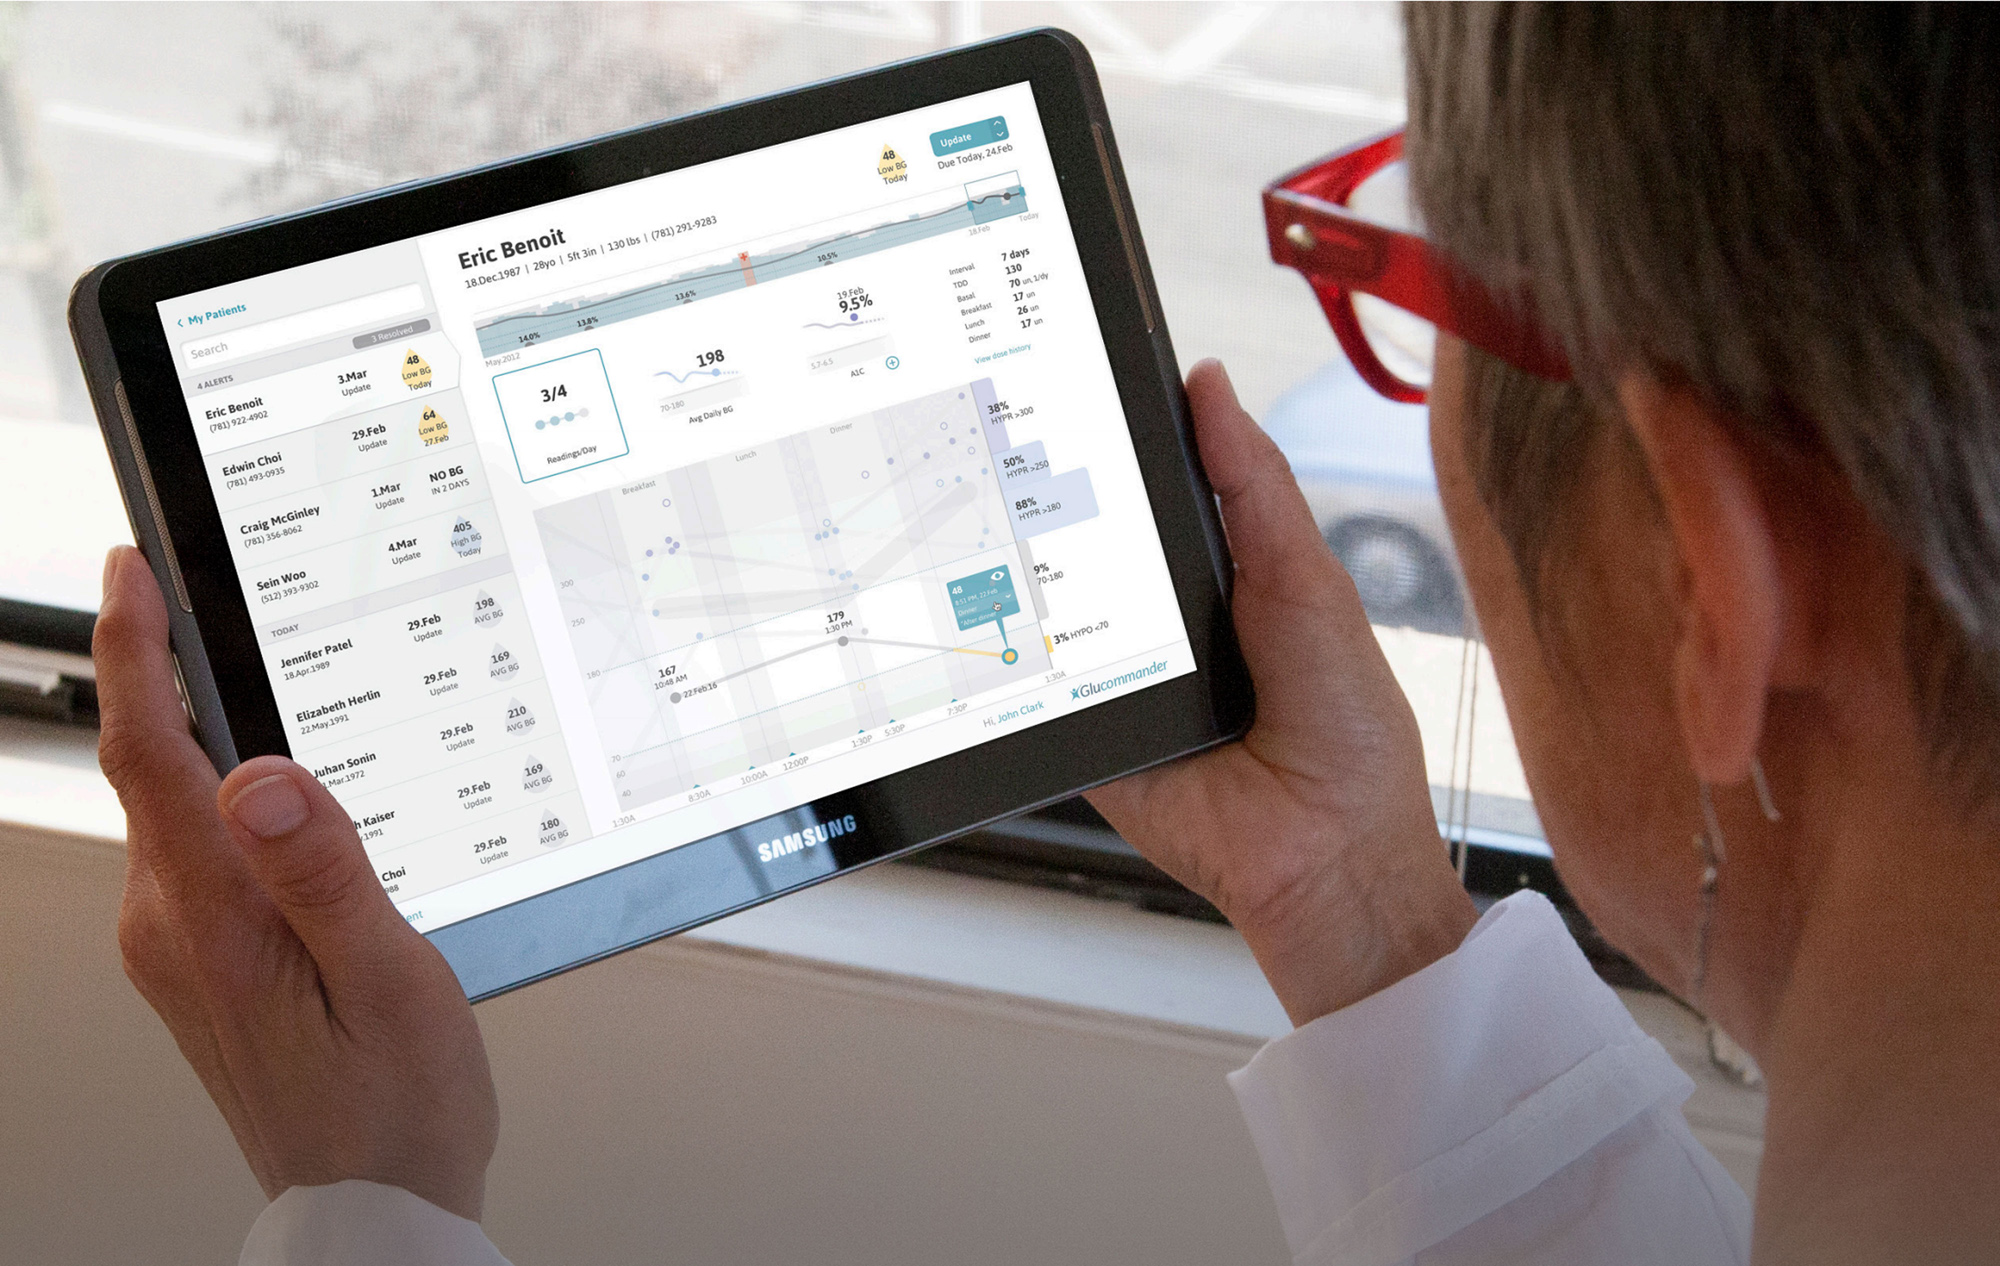 ‹ My Patients
Search
3 Resolved
4 ALERTS
Eric Benoit
(781) 922-4902
3.Mar
Update
48
Low BG
Today
Edwin Choi
(781) 493-0935
29.Feb
Update
64
Low BG
27.Feb
Craig McGinley
(781) 356-8062
1.Mar
Update
NO BG
IN 2 DAYS
Sein Woo
(512) 393-9302
4.Mar
Update
405
High BG
Today
TODAY
Jennifer Patel
18.Apr.1989
29.Feb
Update
198
AVG BG
Elizabeth Herlin
22.May.1991
29.Feb
Update
169
AVG BG
Juhan Sonin
.Mar.1972
29.Feb
Update
210
AVG BG
h Kaiser
.1991
29.Feb
Update
169
AVG BG
Choi
988
29.Feb
Update
180
AVG BG
ent
Eric Benoit
18.Dec.1987 | 28yo | 5ft 3in | 130 lbs | (781) 291-9283
48
Low BG
Today
Update
Due Today, 24.Feb
May.2012
14.0%
13.8%
13.6%
10.5%
18.Feb
Today
3/4
Readings/Day
198
70-180
Avg Daily BG
19.Feb
9.5%
5.7-6.5
A1C
Interval 7 days
TDD 130
Basal 70 un, 1/dy
Breakfast 17 un
Lunch 26 un
Dinner 17 un
View dose history
Breakfast
Lunch
Dinner
38%
HYPR >300
50%
HYPR >250
88%
HYPR >180
9%
70-180
3% HYPO <70
300
250
180
70
60
40
167
10:48 AM
22.Feb.16
179
1:30 PM
48
8:53 PM, 22.Feb
Dinner
"After dinner"
1:30A
8:30A
10:00A
12:00P
1:30P
5:30P
7:30P
1:30A
Hi, John Clark
Glucommander
SAMSUNG